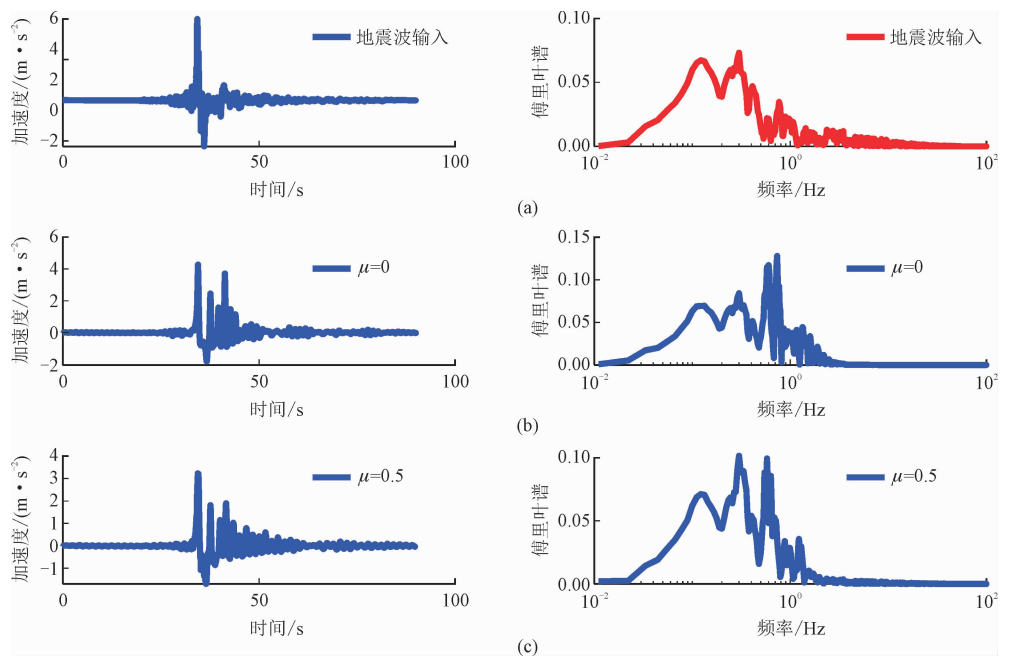 6
4
2
0
−2
加速度/(m·s⁻²)
地震波输入
0 50 100
时间/s
0.10
0.05
0.00
傅里叶谱
地震波输入
10⁻² 10⁰ 10²
频率/Hz
(a)
6
4
2
0
−2
加速度/(m·s⁻²)
μ=0
0 50 100
时间/s
0.15
0.10
0.05
0.00
傅里叶谱
μ=0
10⁻² 10⁰ 10²
频率/Hz
(b)
4
3
2
1
0
−1
加速度/(m·s⁻²)
μ=0.5
0 50 100
时间/s
0.10
0.05
0.00
傅里叶谱
μ=0.5
10⁻² 10⁰ 10²
频率/Hz
(c)